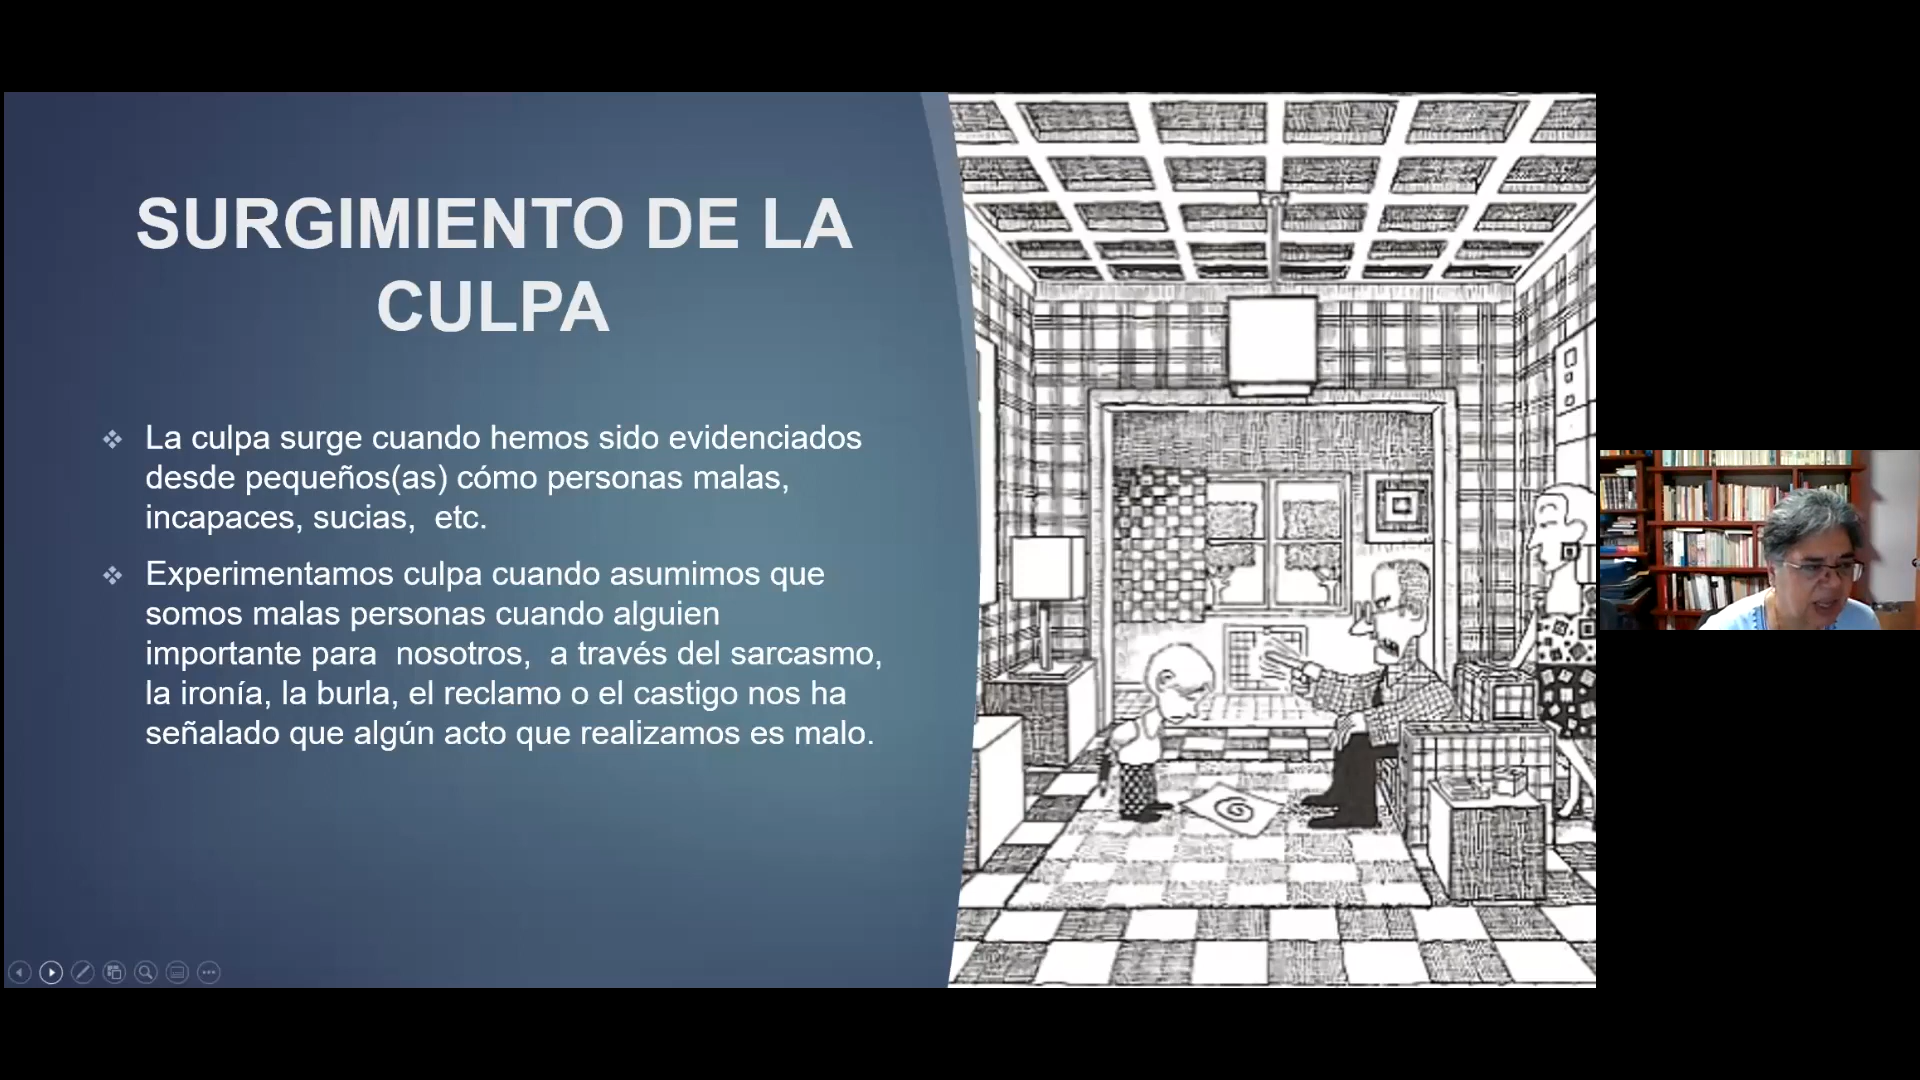 SURGIMIENTO DE LA
CULPA
La culpa surge cuando hemos sido evidenciados
desde pequeños(as) cómo personas malas,
incapaces, sucias, etc.
Experimentamos culpa cuando asumimos que
somos malas personas cuando alguien
importante para nosotros, a través del sarcasmo,
la ironía, la burla, el reclamo o el castigo nos ha
señalado que algún acto que realizamos es malo.